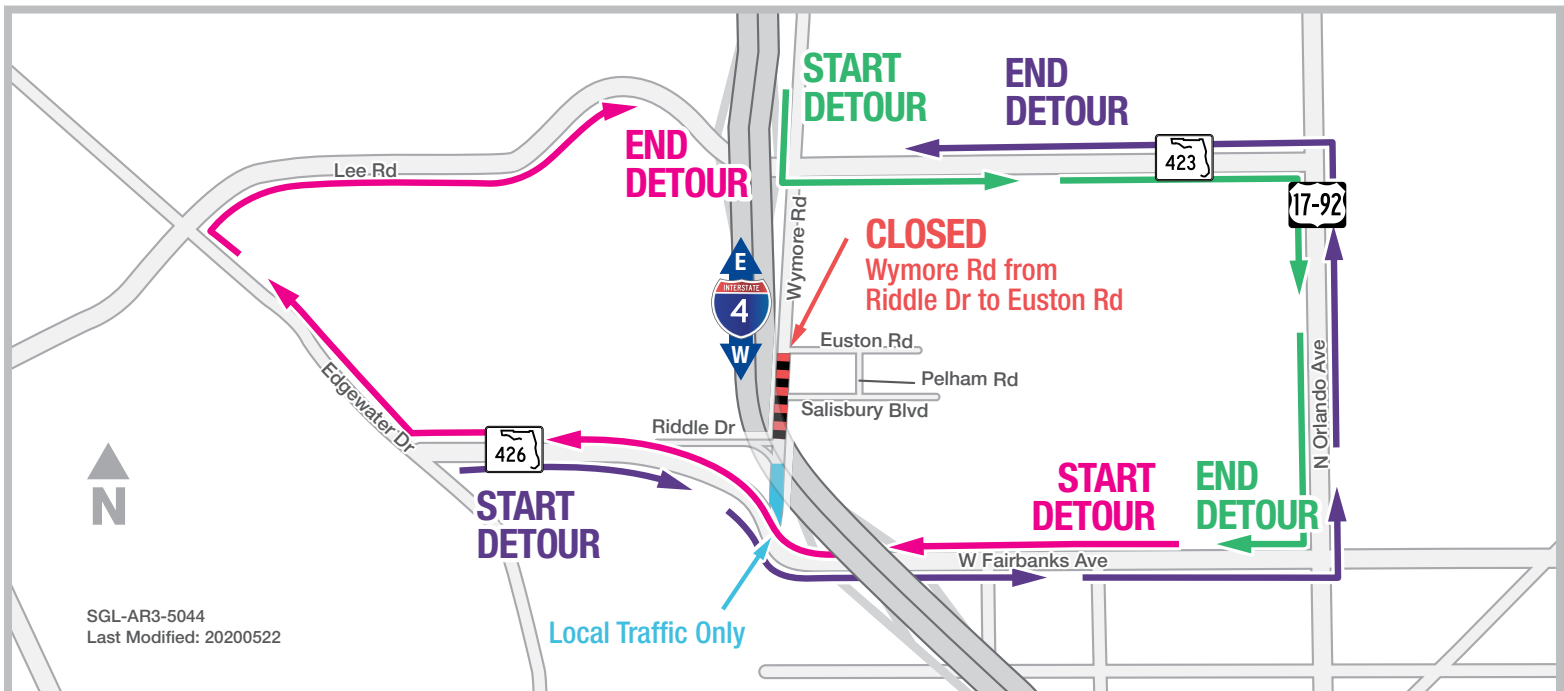 START
DETOUR
END
DETOUR
423
Lee Rd
END
DETOUR
17-92
Wymore Rd
CLOSED
Wymore Rd from
Riddle Dr to Euston Rd
E
INTERSTATE
4
W
Euston Rd
Pelham Rd
Salisbury Blvd
Edgewater Dr
Riddle Dr
426
N Orlando Ave
N
START
DETOUR
START
DETOUR
END
DETOUR
W Fairbanks Ave
Local Traffic Only
SGL-AR3-5044
Last Modified: 20200522